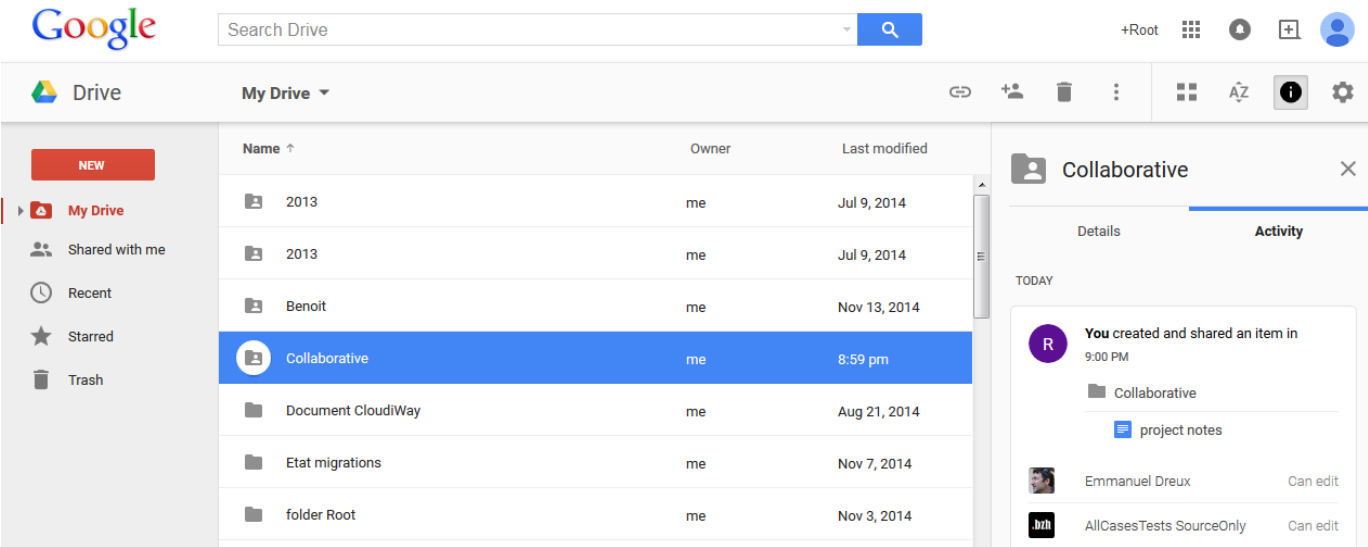 Google
Search Drive
+Root
Drive
My Drive
AZ
NEW
My Drive
Shared with me
Recent
Starred
Trash
Name Owner Last modified
2013 me Jul 9, 2014
2013 me Jul 9, 2014
Benoit me Nov 13, 2014
Collaborative me 8:59 pm
Document CloudiWay me Aug 21, 2014
Etat migrations me Nov 7, 2014
folder Root me Nov 3, 2014
Collaborative
Details Activity
TODAY
R
You created and shared an item in
9:00 PM
Collaborative
project notes
Emmanuel Dreux Can edit
.bzh
AllCasesTests SourceOnly Can edit